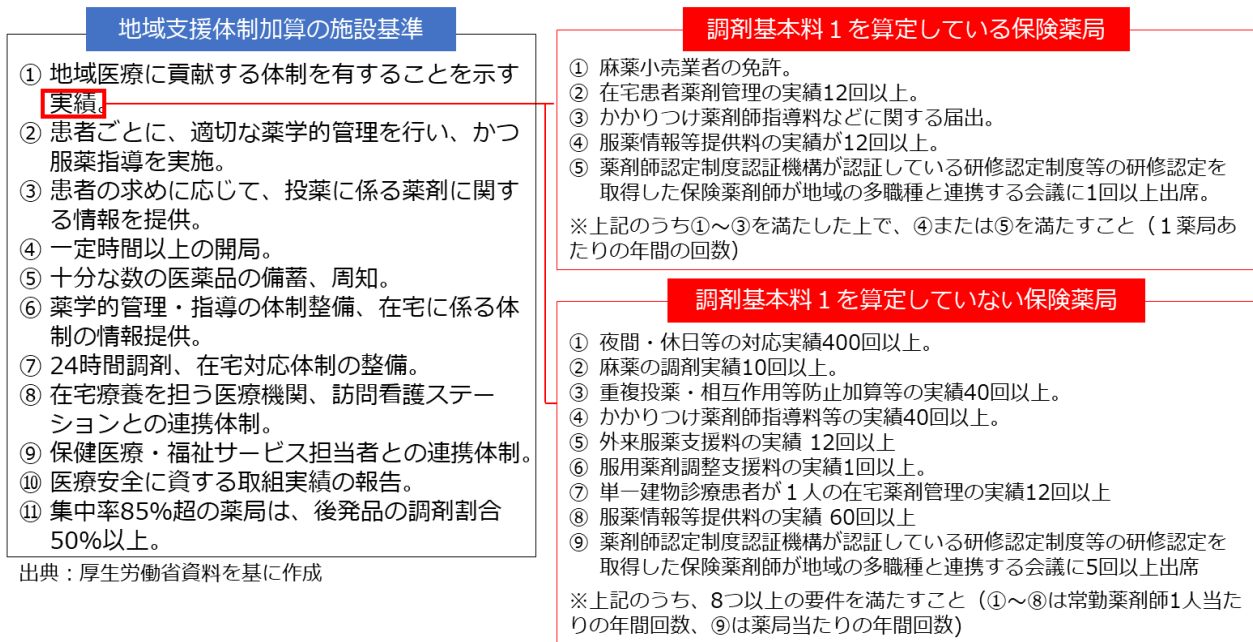 地域支援体制加算の施設基準
① 地域医療に貢献する体制を有することを示す
実績。
② 患者ごとに、適切な薬学的管理を行い、かつ
服薬指導を実施。
③ 患者の求めに応じて、投薬に係る薬剤に関す
る情報を提供。
④ 一定時間以上の開局。
⑤ 十分な数の医薬品の備蓄、周知。
⑥ 薬学的管理・指導の体制整備、在宅に係る体
制の情報提供。
⑦ 24時間調剤、在宅対応体制の整備。
⑧ 在宅療養を担う医療機関、訪問看護ステー
ションとの連携体制。
⑨ 保健医療・福祉サービス担当者との連携体制。
⑩ 医療安全に資する取組実績の報告。
⑪ 集中率85%超の薬局は、後発品の調剤割合
50%以上。
出典：厚生労働省資料を基に作成
調剤基本料１を算定している保険薬局
① 麻薬小売業者の免許。
② 在宅患者薬剤管理の実績12回以上。
③ かかりつけ薬剤師指導料などに関する届出。
④ 服薬情報等提供料の実績が12回以上。
⑤ 薬剤師認定制度認証機構が認証している研修認定制度等の研修認定を
取得した保険薬剤師が地域の多職種と連携する会議に1回以上出席。
※上記のうち①～③を満たした上で、④または⑤を満たすこと（１薬局あ
たりの年間の回数）
調剤基本料１を算定していない保険薬局
① 夜間・休日等の対応実績400回以上。
② 麻薬の調剤実績10回以上。
③ 重複投薬・相互作用等防止加算等の実績40回以上。
④ かかりつけ薬剤師指導料等の実績40回以上。
⑤ 外来服薬支援料の実績 12回以上
⑥ 服用薬剤調整支援料の実績1回以上。
⑦ 単一建物診療患者が１人の在宅薬剤管理の実績12回以上
⑧ 服薬情報等提供料の実績 60回以上
⑨ 薬剤師認定制度認証機構が認証している研修認定制度等の研修認定を
取得した保険薬剤師が地域の多職種と連携する会議に5回以上出席
※上記のうち、8つ以上の要件を満たすこと（①～⑧は常勤薬剤師1人当た
りの年間回数、⑨は薬局当たりの年間回数)